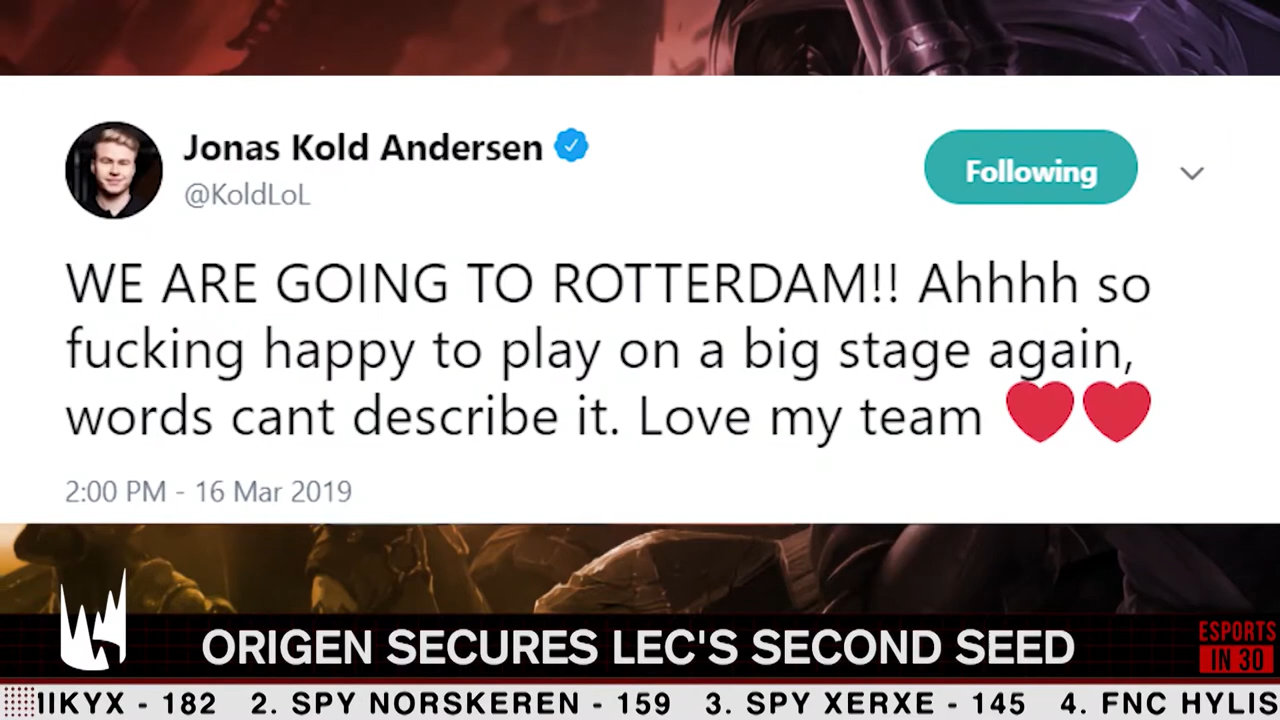 Jonas Kold Andersen
@KoldLoL
Following
WE ARE GOING TO ROTTERDAM!! Ahhhh so
fucking happy to play on a big stage again,
words cant describe it. Love my team ❤❤
2:00 PM - 16 Mar 2019
ORIGEN SECURES LEC'S SECOND SEED
ESPORTS
IN 30
IIKYX - 182 2. SPY NORSKEREN - 159 3. SPY XERXE - 145 4. FNC HYLIS